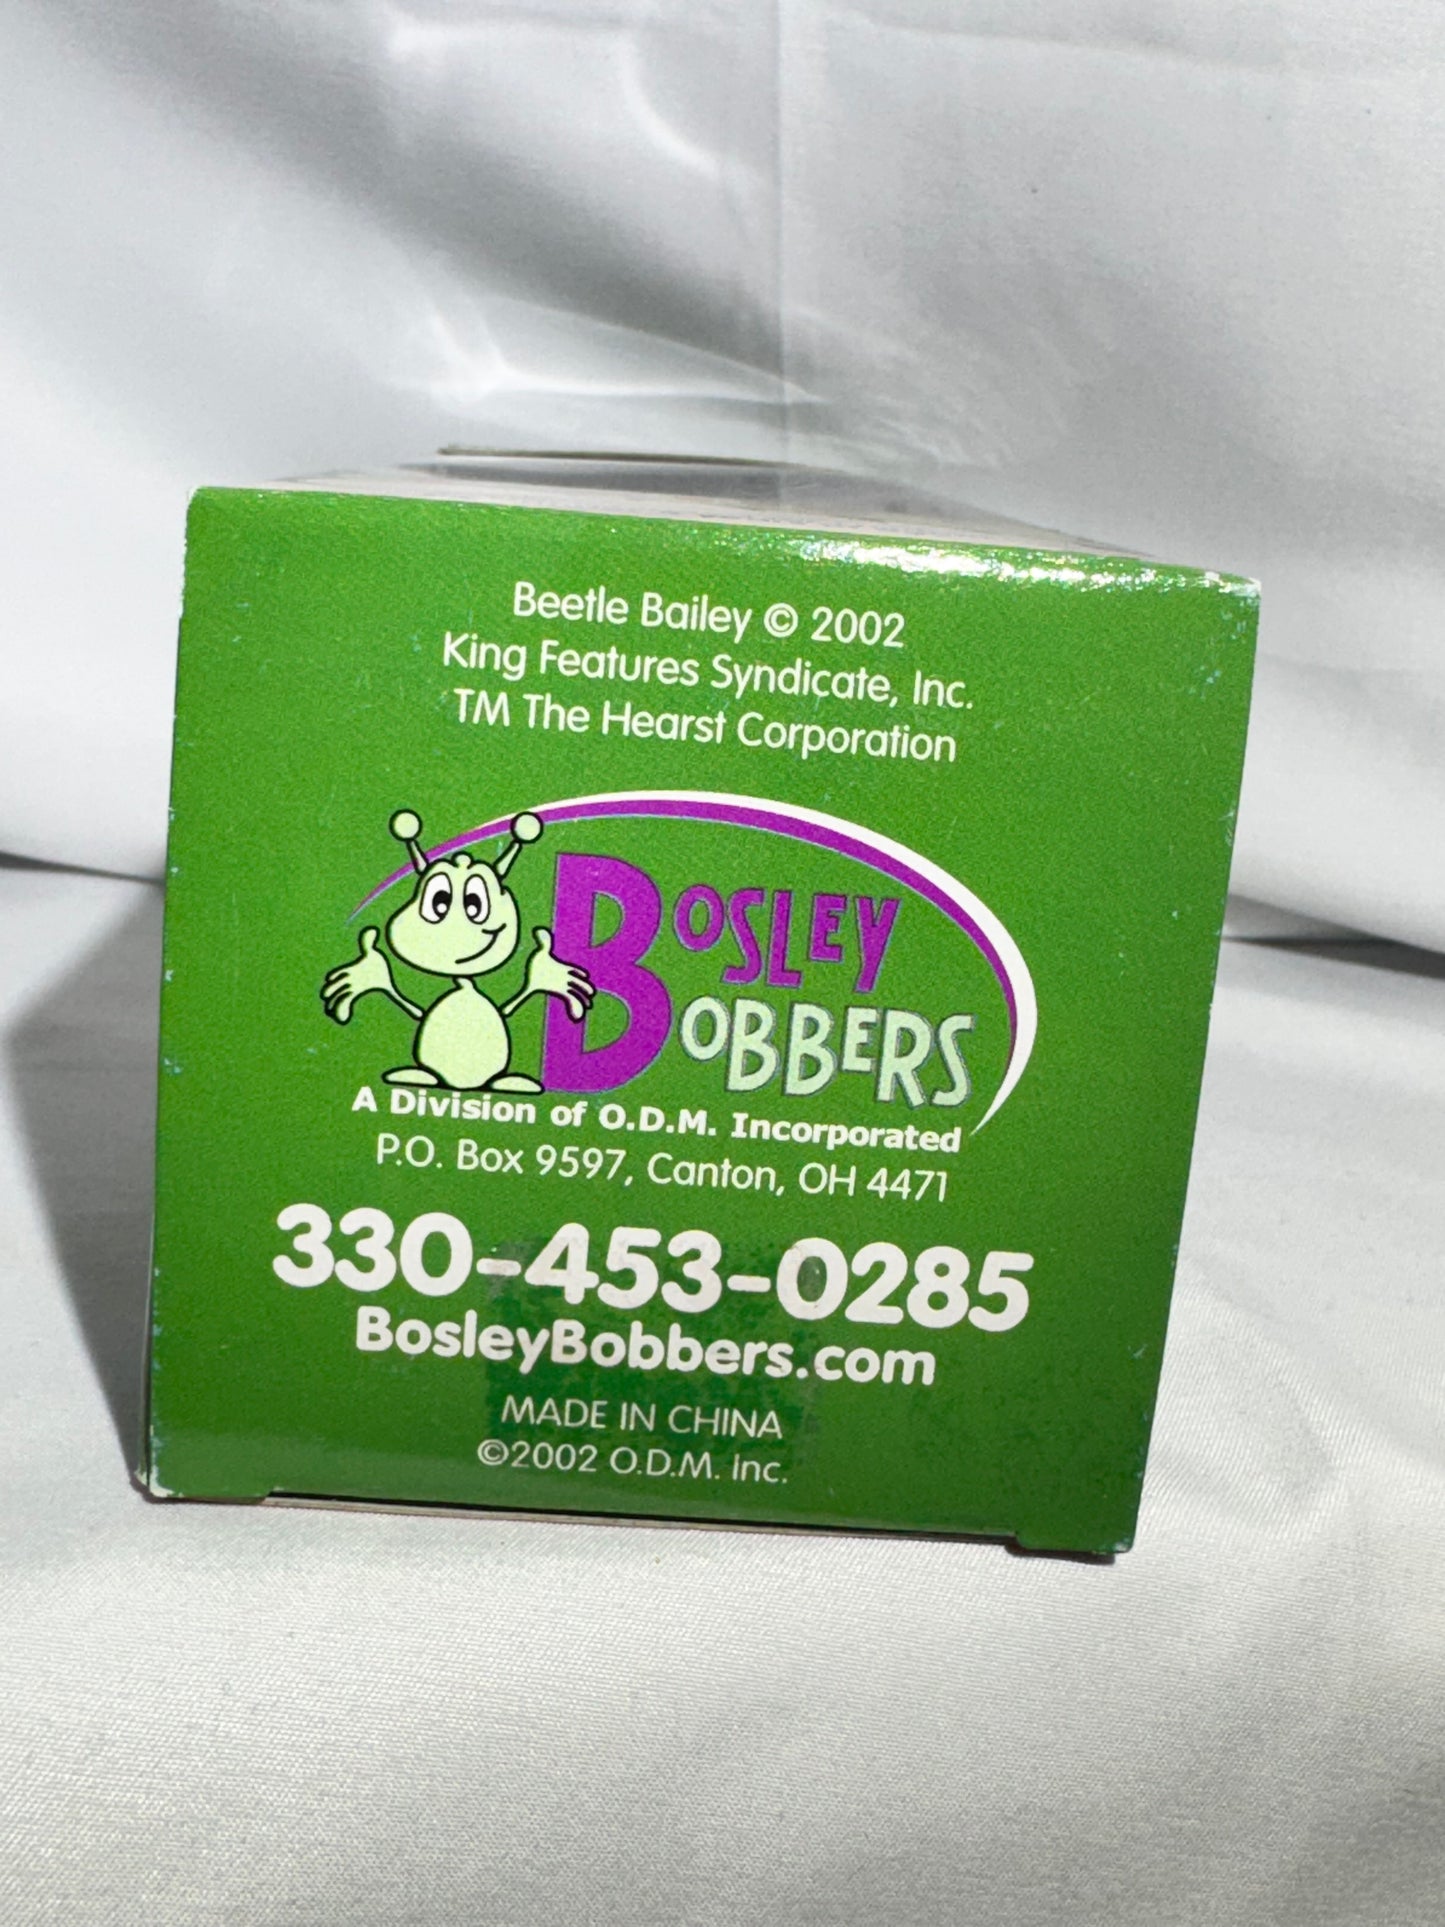 Beetle Bailey © 2002
King Features Syndicate, Inc.
TM The Hearst Corporation
BOSLEY
BOBBERS
A Division of O.D.M. Incorporated
P.O. Box 9597, Canton, OH 4471
330-453-0285
BosleyBobbers.com
MADE IN CHINA
©2002 O.D.M. Inc.